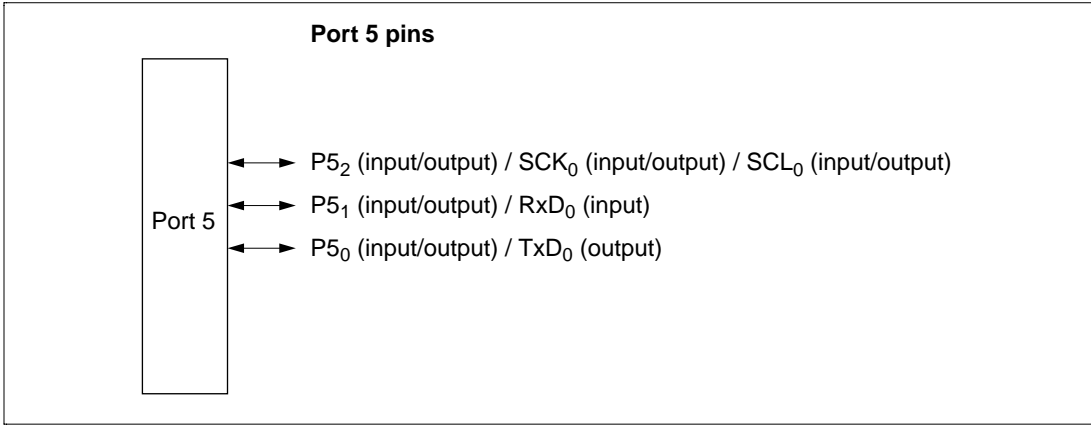 Port 5 pins
P5₂ (input/output) / SCK₀ (input/output) / SCL₀ (input/output)
P5₁ (input/output) / RxD₀ (input)
Port 5
P5₀ (input/output) / TxD₀ (output)